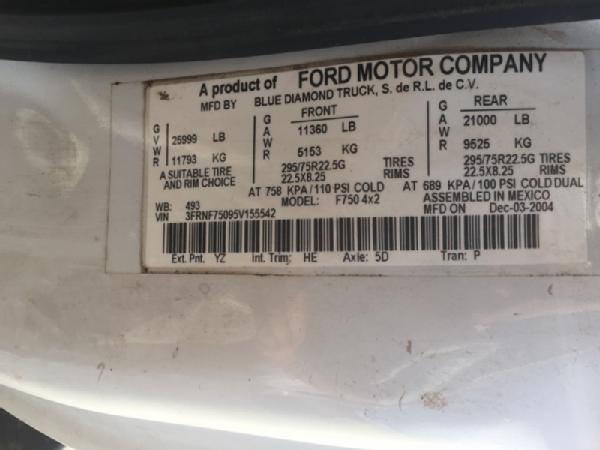 A product of FORD MOTOR COMPANY
MFD BY BLUE DIAMOND TRUCK, S. de R.L. de C.V.
GVWR 25999 LB
11793 KG
A SUITABLE TIRE
AND RIM CHOICE
FRONT
GAWR 11360 LB
5153 KG
295/75R22.5G TIRES
22.5X8.25 RIMS
AT 758 KPA/110 PSI COLD
REAR
GAWR 21000 LB
9525 KG
295/75R22.5G TIRES
22.5X8.25 RIMS
AT 689 KPA/100 PSI COLD DUAL
WB: 493 MODEL: F750 4x2 ASSEMBLED IN MEXICO
VIN 3FRNF75095V155542 MFD ON Dec-03-2004
Ext. Pnt. YZ Int. Trim: HE Axle: 5D Tran: P